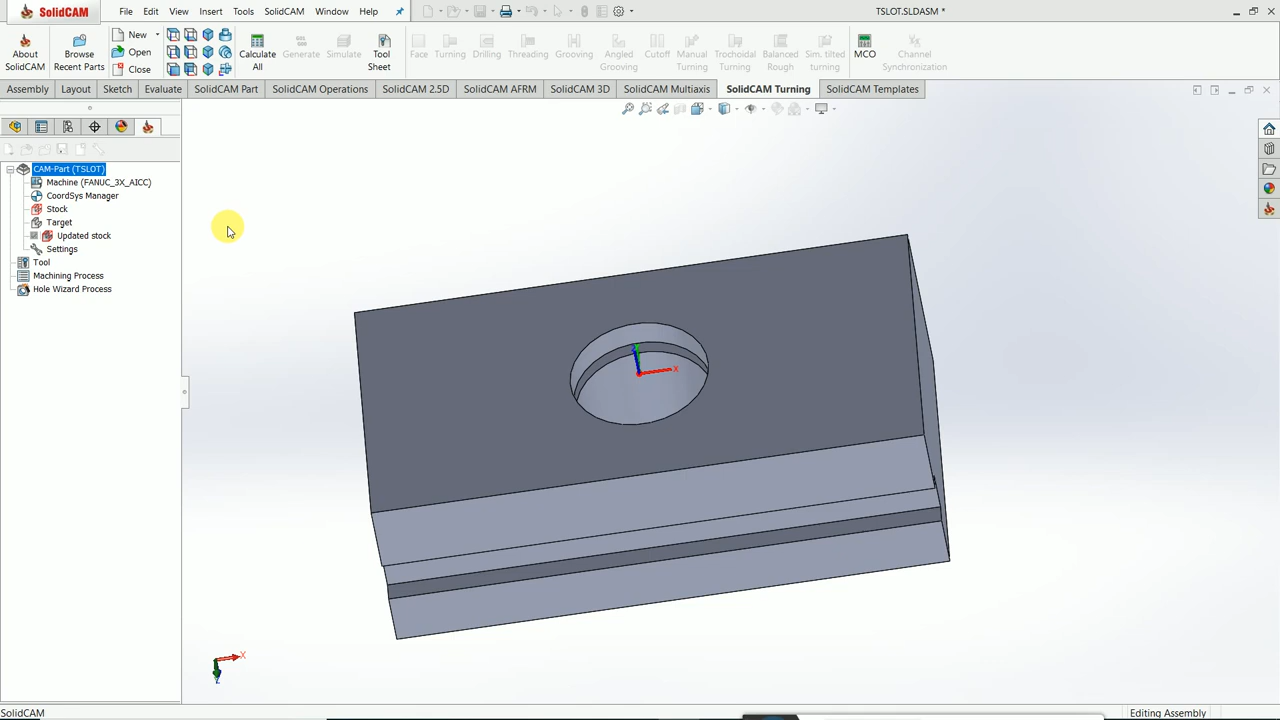 SolidCAM File Edit View Insert Tools SolidCAM Window Help TSLOT.SLDASM *
About SolidCAM
Browse Recent Parts
New
Open
Close
Calculate All
Generate
Simulate
Tool Sheet
Face
Turning
Drilling
Threading
Grooving
Angled Grooving
Cutoff
Manual Turning
Trochoidal Turning
Balanced Rough
Sim. tilted turning
MCO
Channel Synchronization
Assembly Layout Sketch Evaluate SolidCAM Part SolidCAM Operations SolidCAM 2.5D SolidCAM AFRM SolidCAM 3D SolidCAM Multiaxis SolidCAM Turning SolidCAM Templates
CAM-Part (TSLOT)
Machine (FANUC_3X_AICC)
CoordSys Manager
Stock
Target
Updated stock
Settings
Tool
Machining Process
Hole Wizard Process
X
X
SolidCAM Editing Assembly